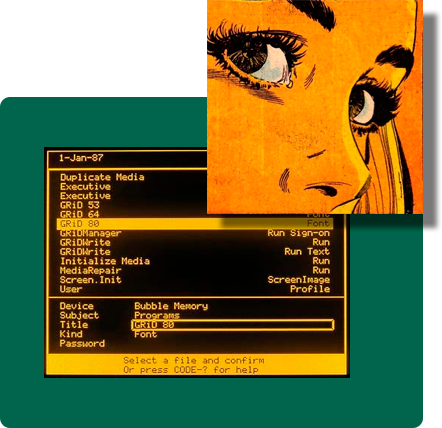 1-Jan-87
Duplicate Media
Executive
Executive
GRiD 53
GRiD 64 Font
GRiD 80 Font
GRiDManager Run Sign-on
GRiDWrite Run
GRiDWrite Run Text
Initialize Media Run
MediaRepair Run
Screen.Init ScreenImage
User Profile
Device Bubble Memory
Subject Programs
Title GRiD 80
Kind Font
Password
Select a file and confirm
Or press CODE-? for help